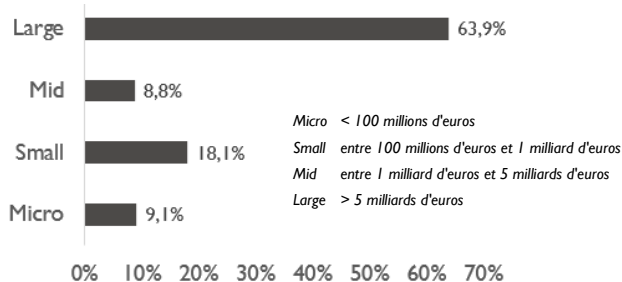 Large 63,9%
Mid 8,8%
Micro < 100 millions d'euros
Small entre 100 millions d'euros et 1 milliard d'euros
Small 18,1%
Mid entre 1 milliard d'euros et 5 milliards d'euros
Large > 5 milliards d'euros
Micro 9,1%
0% 10% 20% 30% 40% 50% 60% 70%